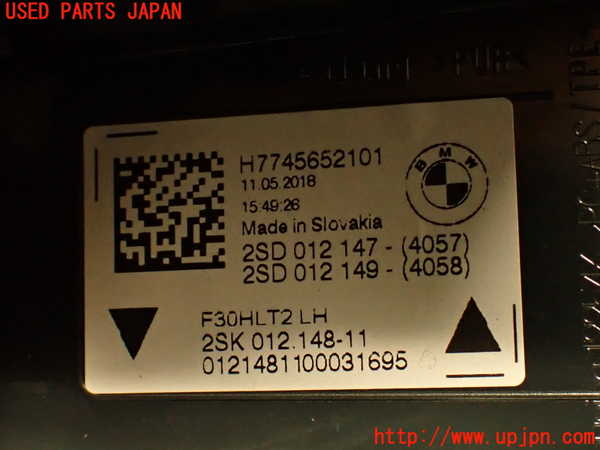 USED PARTS JAPAN
H7745652101
11.05.2018
15:49:26
Made in Slovakia
BMW
2SD 012 147 - (4057)
2SD 012 149 - (4058)
F30HLT2 LH
2SK 012.148-11
0121481100031695
http://www.upjpn.com